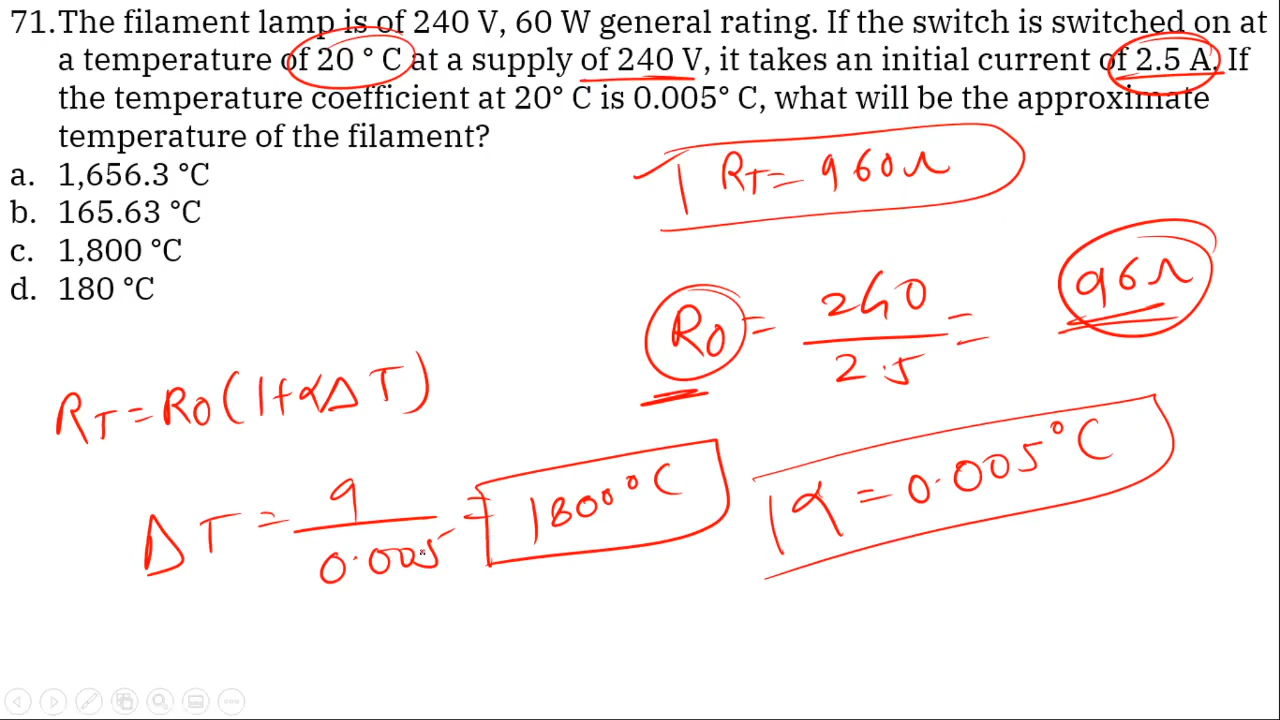 71. The filament lamp is of 240 V, 60 W general rating. If the switch is switched on at
a temperature of 20 ° C at a supply of 240 V, it takes an initial current of 2.5 A. If
the temperature coefficient at 20° C is 0.005° C, what will be the approximate
temperature of the filament?
a. 1,656.3 °C
b. 165.63 °C
c. 1,800 °C
d. 180 °C
RT = 960Ω
R0 = 240/2.5 = 96Ω
RT = R0(1+αΔT)
α = 0.005°C
ΔT = 9/0.005 = 1800°C